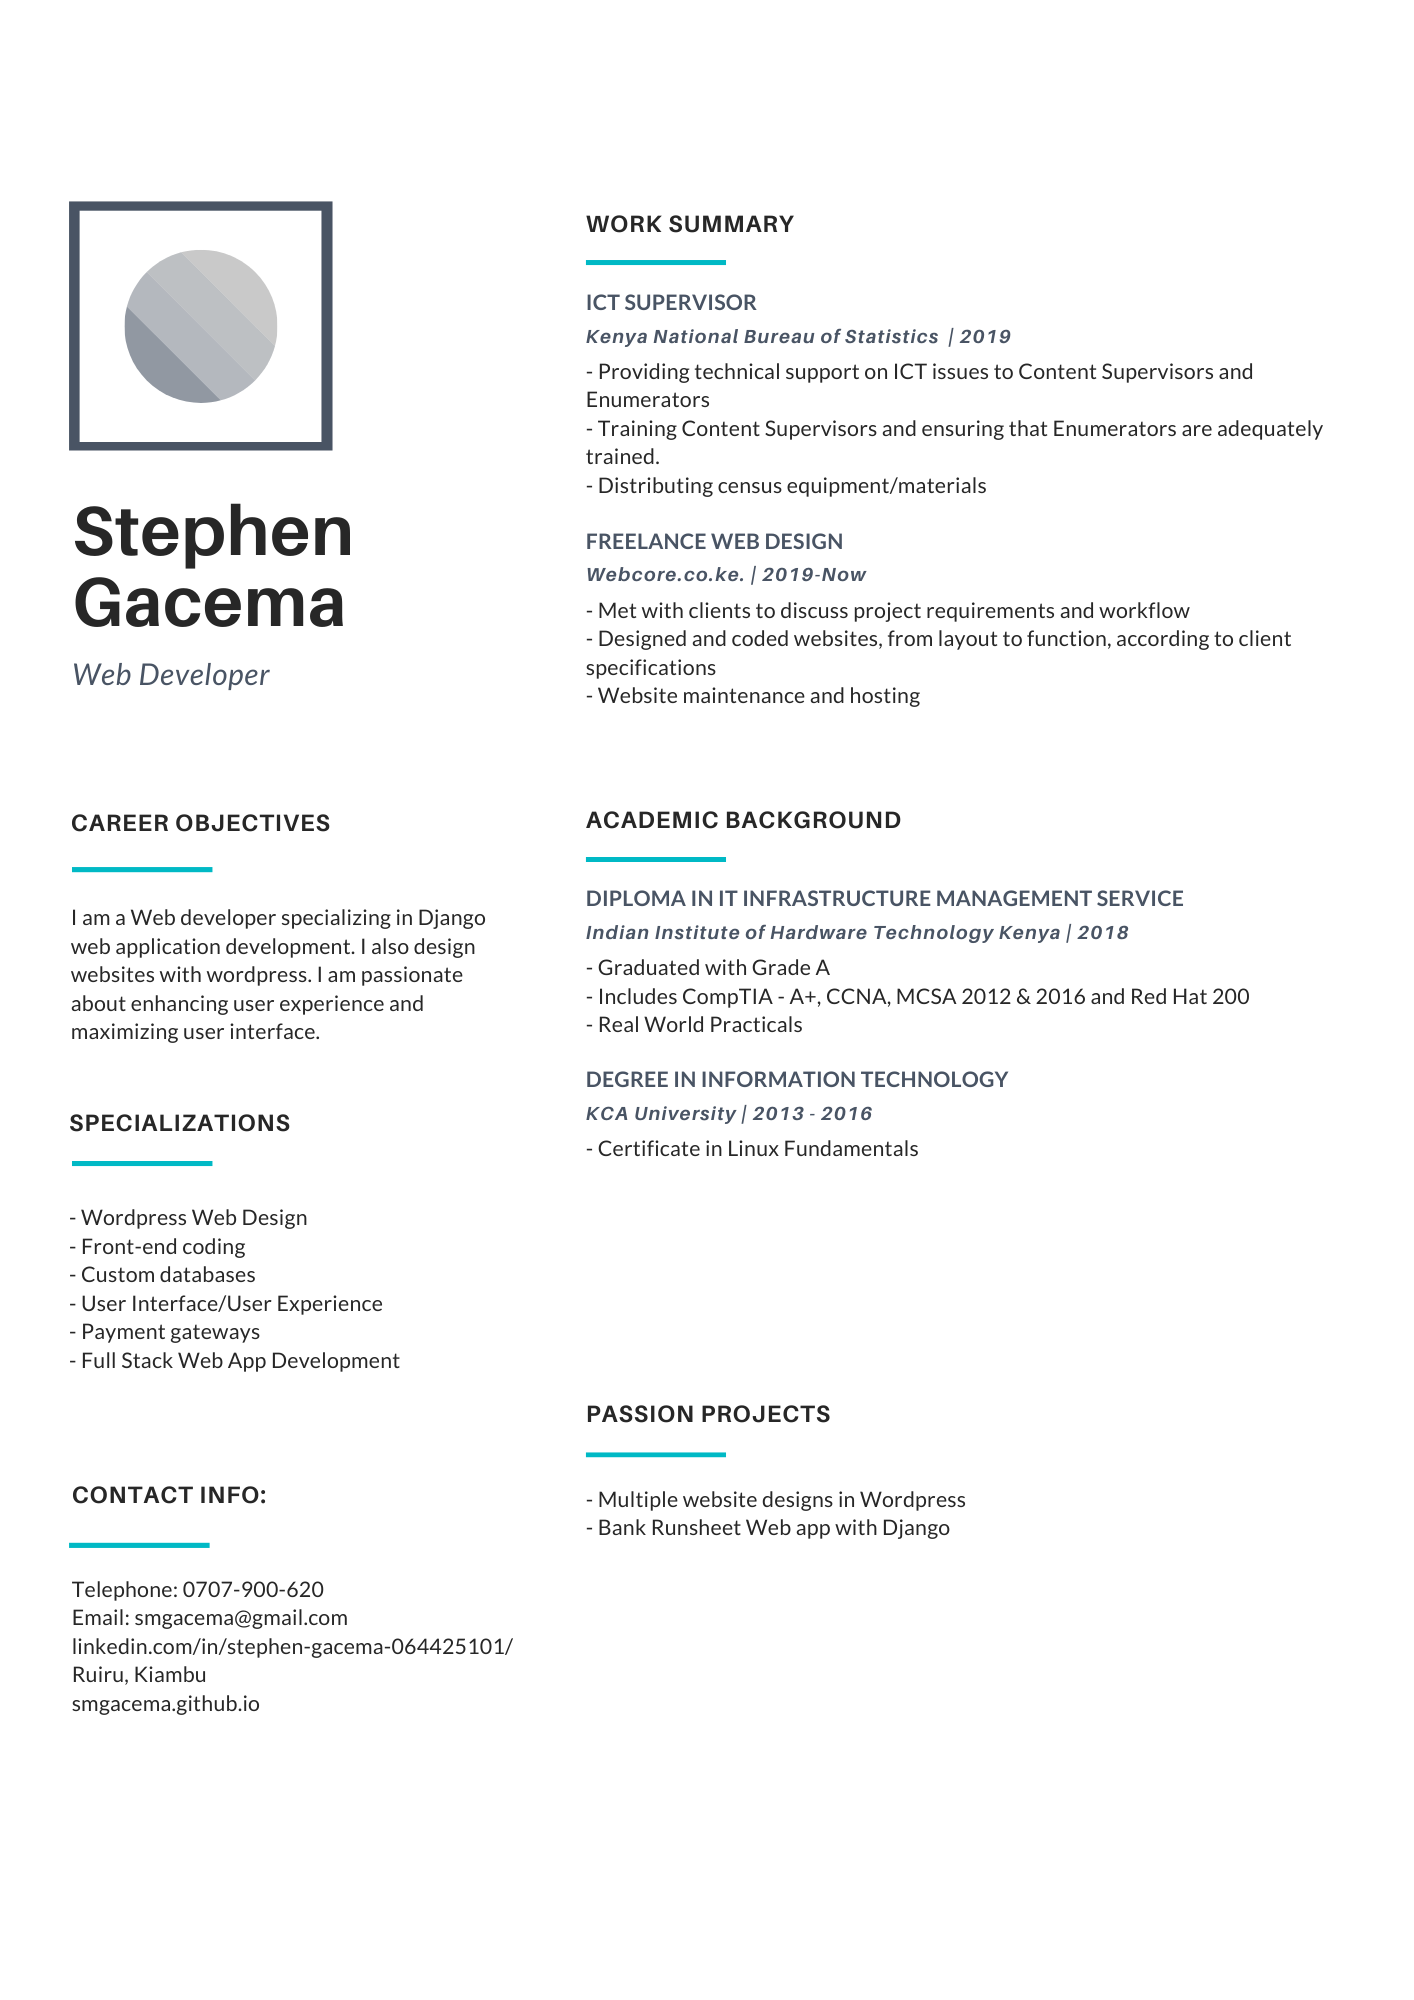 Stephen
Gacema
Web Developer
CAREER OBJECTIVES
I am a Web developer specializing in Django
web application development. I also design
websites with wordpress. I am passionate
about enhancing user experience and
maximizing user interface.
SPECIALIZATIONS
- Wordpress Web Design
- Front-end coding
- Custom databases
- User Interface/User Experience
- Payment gateways
- Full Stack Web App Development
CONTACT INFO:
Telephone: 0707-900-620
Email: smgacema@gmail.com
linkedin.com/in/stephen-gacema-064425101/
Ruiru, Kiambu
smgacema.github.io
WORK SUMMARY
ICT SUPERVISOR
Kenya National Bureau of Statistics | 2019
- Providing technical support on ICT issues to Content Supervisors and
Enumerators
- Training Content Supervisors and ensuring that Enumerators are adequately
trained.
- Distributing census equipment/materials
FREELANCE WEB DESIGN
Webcore.co.ke. | 2019-Now
- Met with clients to discuss project requirements and workflow
- Designed and coded websites, from layout to function, according to client
specifications
- Website maintenance and hosting
ACADEMIC BACKGROUND
DIPLOMA IN IT INFRASTRUCTURE MANAGEMENT SERVICE
Indian Institute of Hardware Technology Kenya | 2018
- Graduated with Grade A
- Includes CompTIA - A+, CCNA, MCSA 2012 & 2016 and Red Hat 200
- Real World Practicals
DEGREE IN INFORMATION TECHNOLOGY
KCA University | 2013 - 2016
- Certificate in Linux Fundamentals
PASSION PROJECTS
- Multiple website designs in Wordpress
- Bank Runsheet Web app with Django